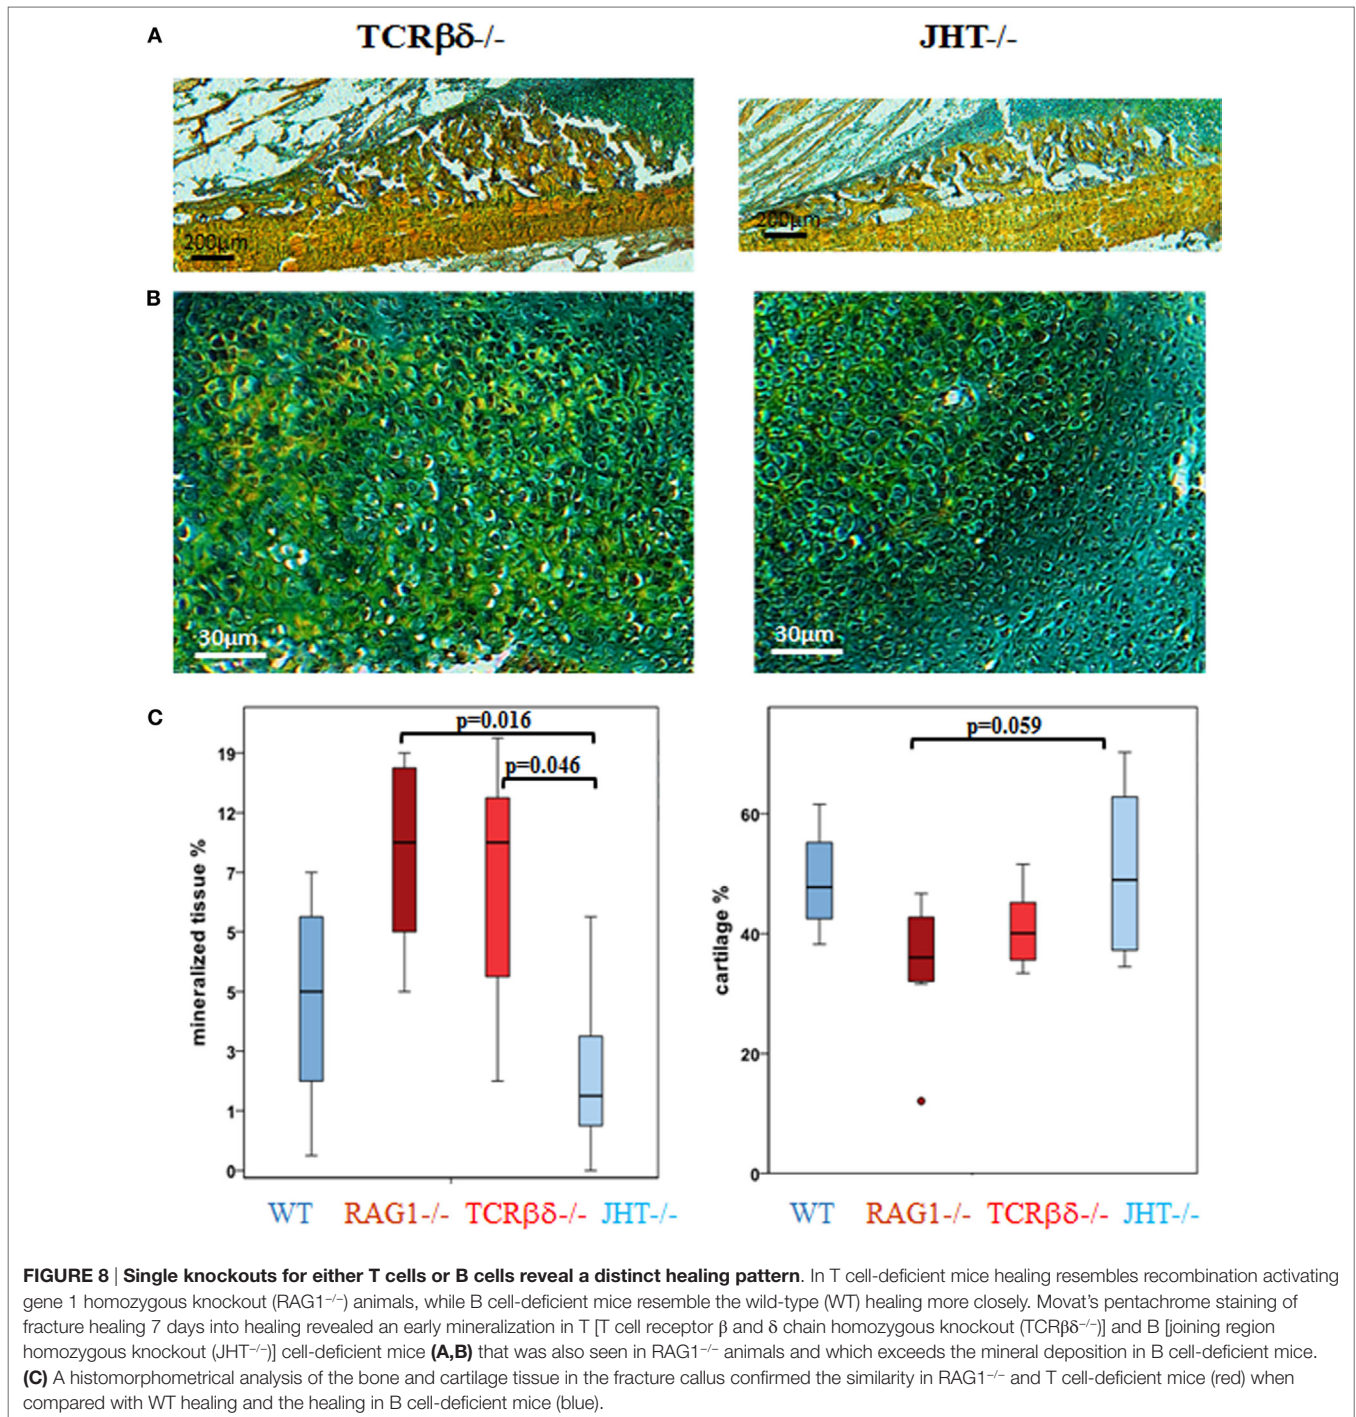 A
TCRβδ-/-
JHT-/-
200µm
200µm
B
30µm
30µm
C
p=0.016
p=0.046
19
12
7
5
5
3
1
0
mineralized tissue %
WT RAG1-/- TCRβδ-/- JHT-/-
p=0.059
60
40
20
0
cartilage %
WT RAG1-/- TCRβδ-/- JHT-/-
FIGURE 8 | Single knockouts for either T cells or B cells reveal a distinct healing pattern. In T cell-deficient mice healing resembles recombination activating
gene 1 homozygous knockout (RAG1−/−) animals, while B cell-deficient mice resemble the wild-type (WT) healing more closely. Movat's pentachrome staining of
fracture healing 7 days into healing revealed an early mineralization in T [T cell receptor β and δ chain homozygous knockout (TCRβδ−/−)] and B [joining region
homozygous knockout (JHT−/−)] cell-deficient mice (A,B) that was also seen in RAG1−/− animals and which exceeds the mineral deposition in B cell-deficient mice.
(C) A histomorphometrical analysis of the bone and cartilage tissue in the fracture callus confirmed the similarity in RAG1−/− and T cell-deficient mice (red) when
compared with WT healing and the healing in B cell-deficient mice (blue).